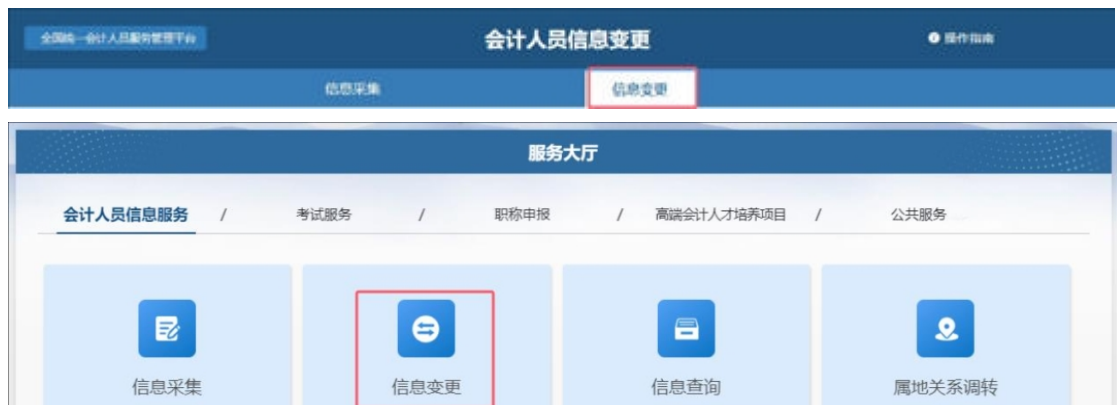 全国统一会计人员服务管理平台 会计人员信息变更 操作指南
信息采集 信息变更
服务大厅
会计人员信息服务 / 考试服务 / 职称申报 / 高端会计人才培养项目 / 公共服务
信息采集 信息变更 信息查询 属地关系调转